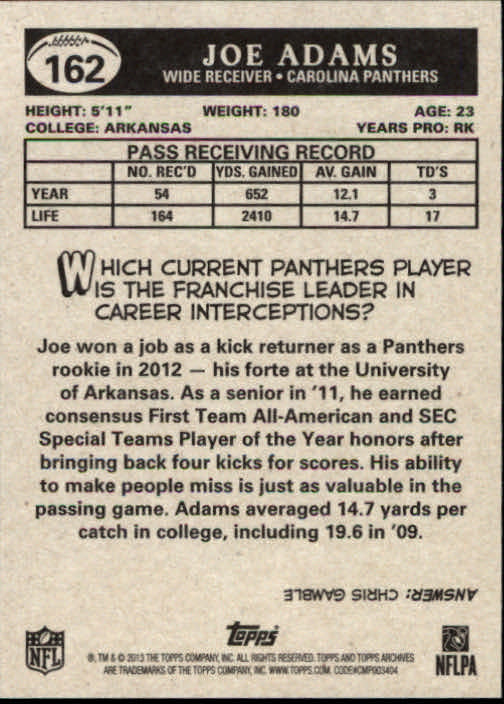 162
JOE ADAMS
WIDE RECEIVER • CAROLINA PANTHERS
HEIGHT: 5'11" WEIGHT: 180 AGE: 23
COLLEGE: ARKANSAS YEARS PRO: RK
PASS RECEIVING RECORD
NO. REC'D YDS. GAINED AV. GAIN TD'S
YEAR 54 652 12.1 3
LIFE 164 2410 14.7 17
WHICH CURRENT PANTHERS PLAYER
IS THE FRANCHISE LEADER IN
CAREER INTERCEPTIONS?
Joe won a job as a kick returner as a Panthers
rookie in 2012 — his forte at the University
of Arkansas. As a senior in '11, he earned
consensus First Team All-American and SEC
Special Teams Player of the Year honors after
bringing back four kicks for scores. His ability
to make people miss is just as valuable in the
passing game. Adams averaged 14.7 yards per
catch in college, including 19.6 in '09.
ANSWER: CHRIS GAMBLE
NFL
Topps
NFLPA
®, TM & © 2013 THE TOPPS COMPANY, INC. ALL RIGHTS RESERVED. TOPPS AND TOPPS ARCHIVES
ARE TRADEMARKS OF THE TOPPS COMPANY, INC. WWW.TOPPS.COM. CODE#CMP003404